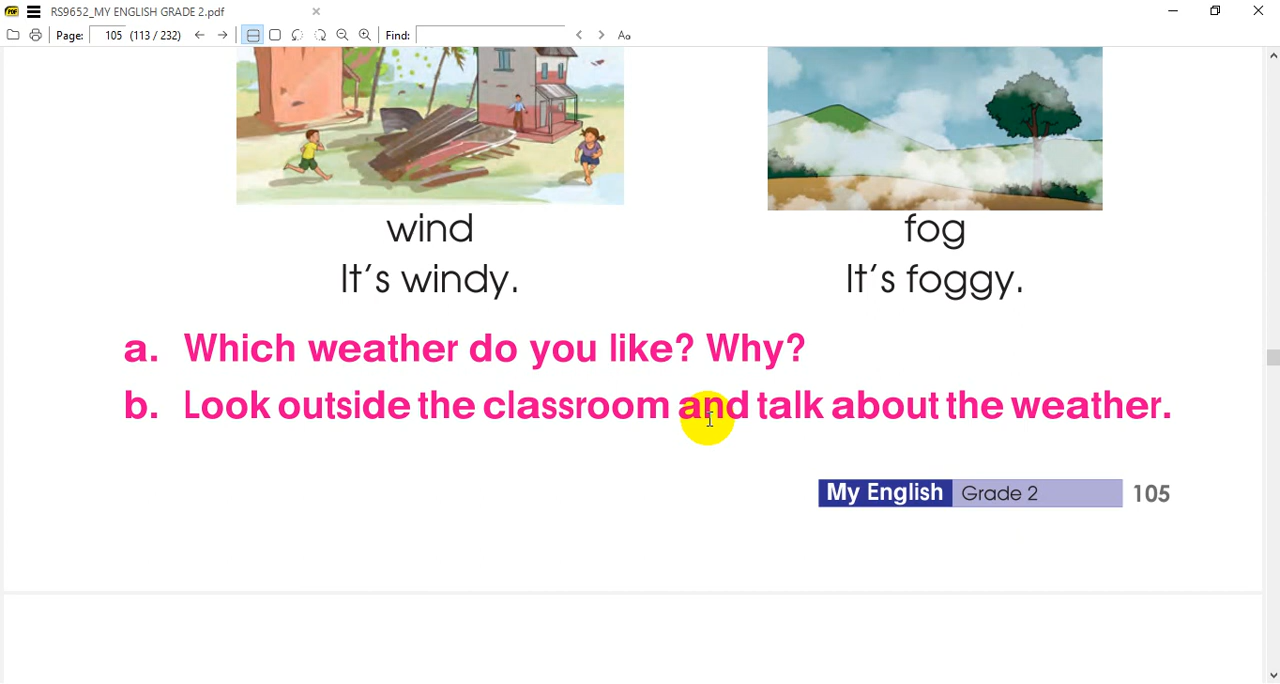 RS9652_MY ENGLISH GRADE 2.pdf
Page: 105 (113 / 232) Find: Aa
wind
fog
It's windy.
It's foggy.
a. Which weather do you like? Why?
b. Look outside the classroom and talk about the weather.
My English Grade 2 105